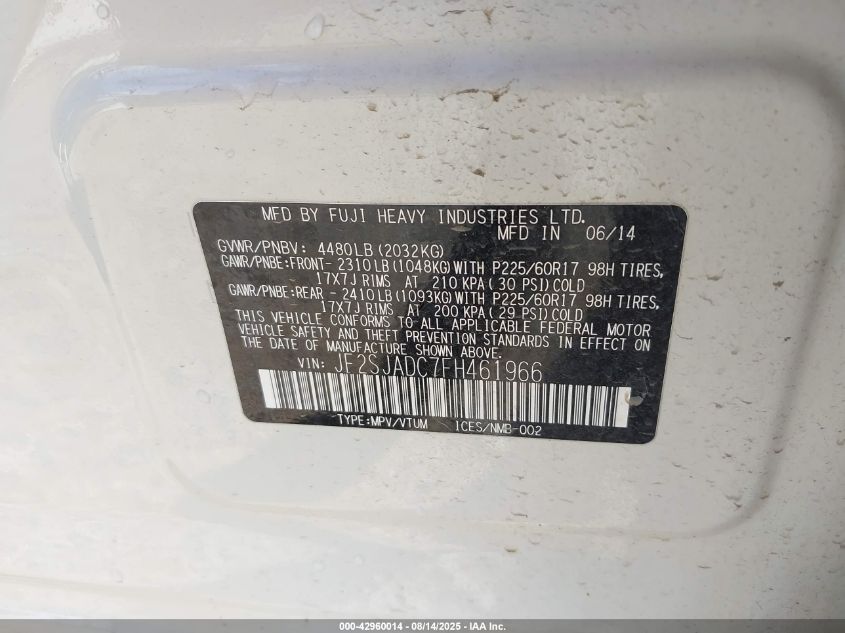 MFD BY FUJI HEAVY INDUSTRIES LTD.
MFD IN 06/14
GVWR/PNBV: 4480LB(2032KG)
GAWR/PNBE:FRONT- 2310LB(1048KG)WITH P225/60R17 98H TIRES,
17X7J RIMS AT 210 KPA(30 PSI)COLD
GAWR/PNBE:REAR - 2410LB(1093KG)WITH P225/60R17 98H TIRES,
17X7J RIMS AT 200 KPA(29 PSI)COLD
THIS VEHICLE CONFORMS TO ALL APPLICABLE FEDERAL MOTOR
VEHICLE SAFETY AND THEFT PREVENTION STANDARDS IN EFFECT ON
THE DATE OF MANUFACTURE SHOWN ABOVE.
VIN: JF2SJADC7FH461966
TYPE:MPV/VTUM ICES/NMB-002
000-42960014 - 08/14/2025 - IAA Inc.